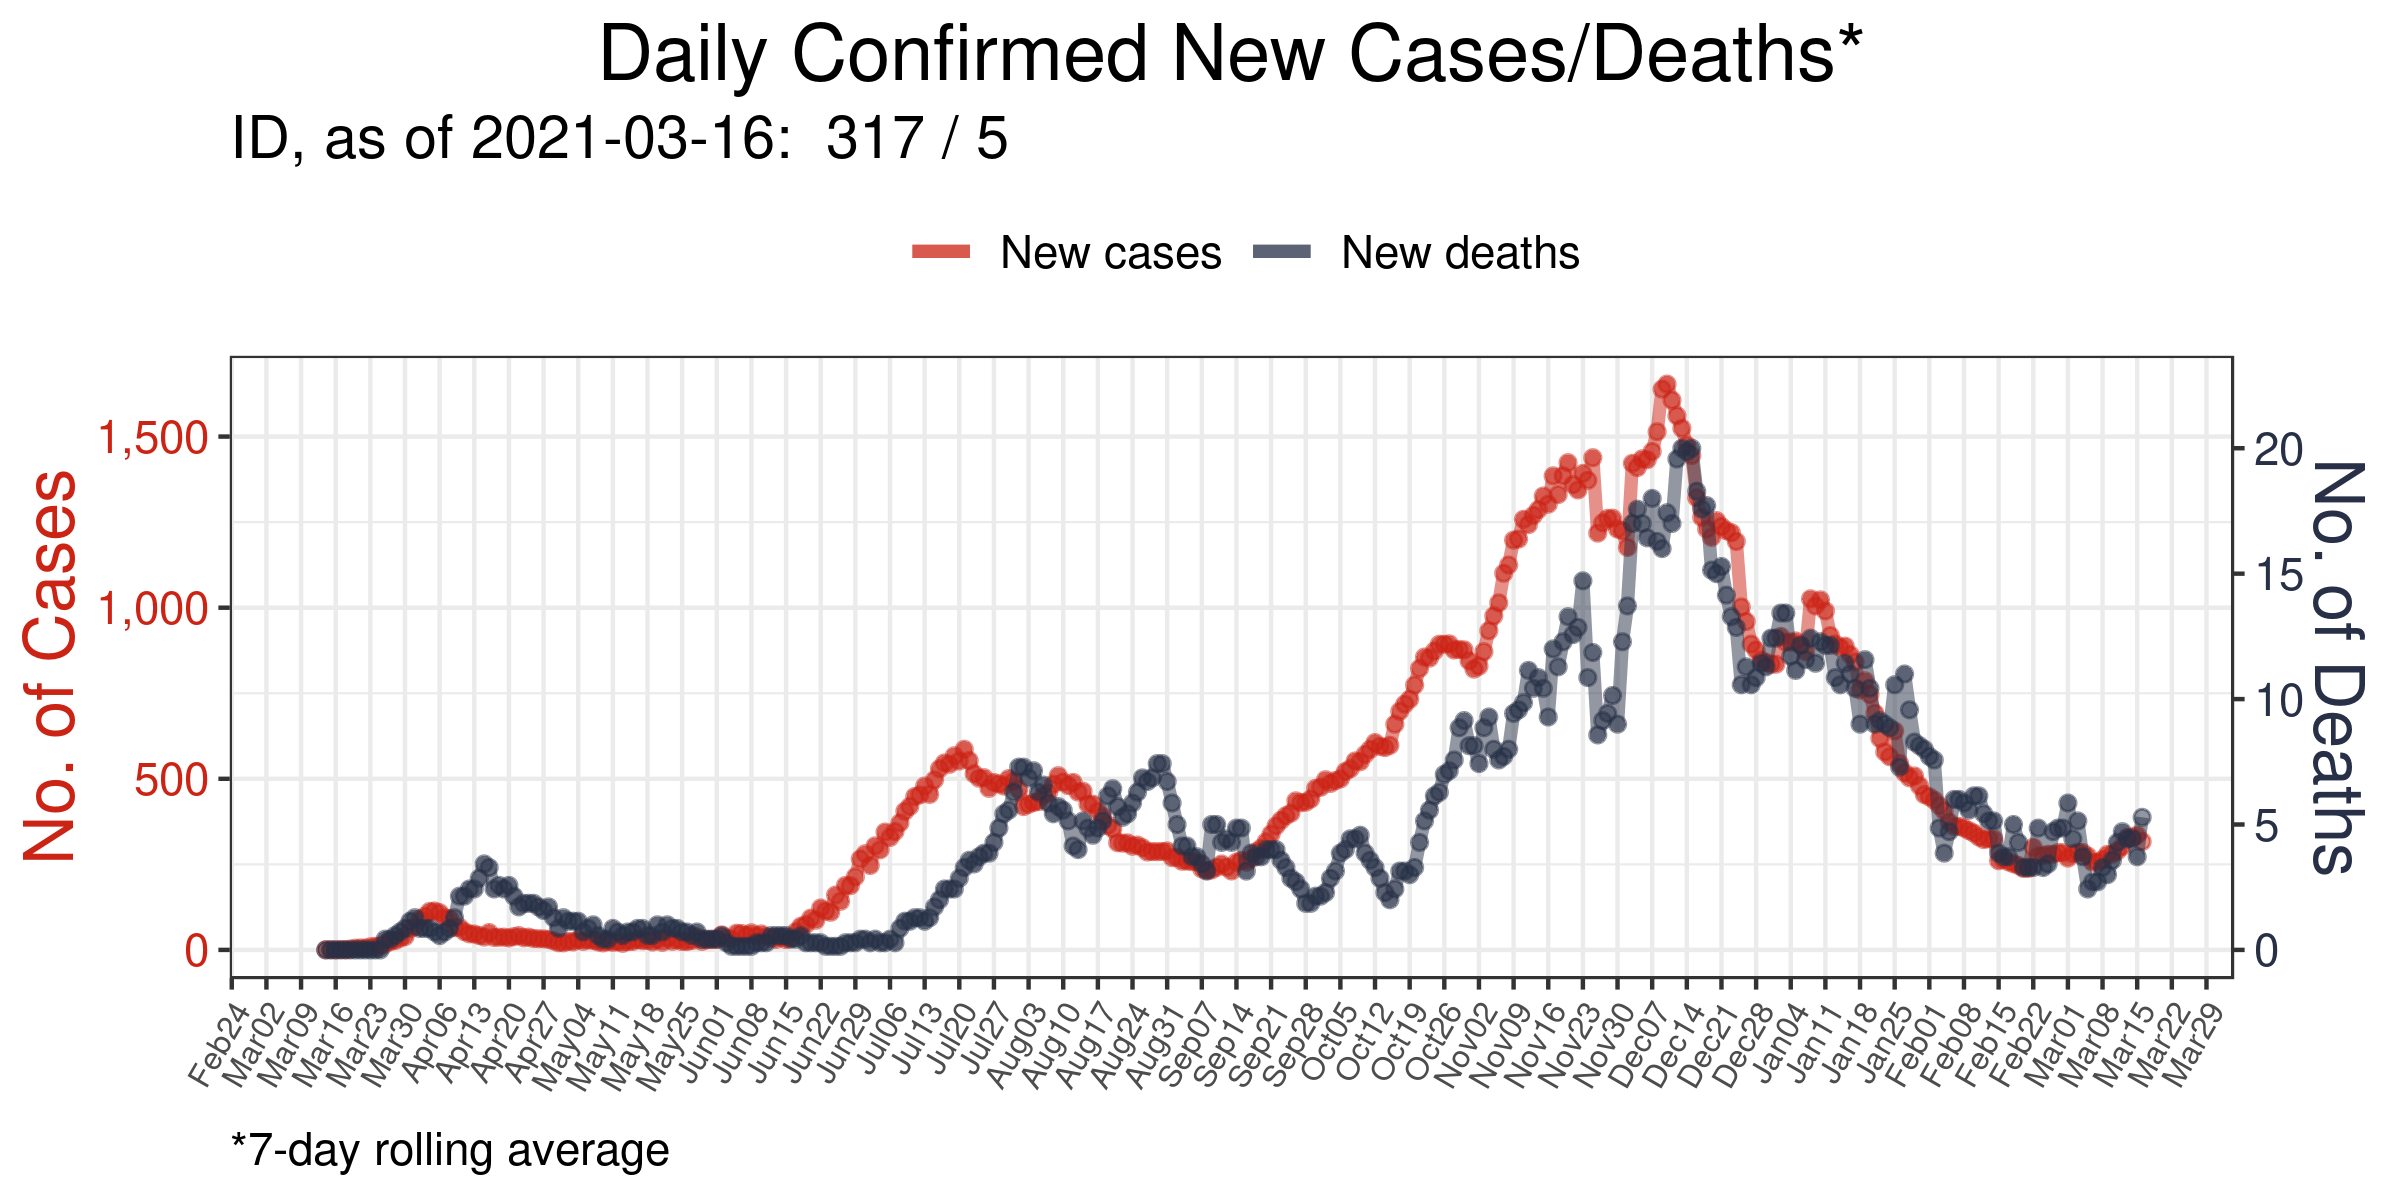 Daily Confirmed New Cases/Deaths*
ID, as of 2021-03-16:  317 / 5
New cases
New deaths
No. of Cases
1,500
1,000
500
0
No. of Deaths
20
15
10
5
0
Feb24
Mar02
Mar09
Mar16
Mar23
Mar30
Apr06
Apr13
Apr20
Apr27
May04
May11
May18
May25
Jun01
Jun08
Jun15
Jun22
Jun29
Jul06
Jul13
Jul20
Jul27
Aug03
Aug10
Aug17
Aug24
Aug31
Sep07
Sep14
Sep21
Sep28
Oct05
Oct12
Oct19
Oct26
Nov02
Nov09
Nov16
Nov23
Nov30
Dec07
Dec14
Dec21
Dec28
Jan04
Jan11
Jan18
Jan25
Feb01
Feb08
Feb15
Feb22
Mar01
Mar08
Mar15
Mar22
Mar29
*7-day rolling average